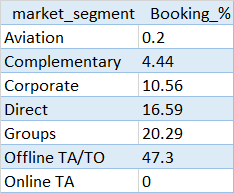 market_segment Booking_%
Aviation 0.2
Complementary 4.44
Corporate 10.56
Direct 16.59
Groups 20.29
Offline TA/TO 47.3
Online TA 0